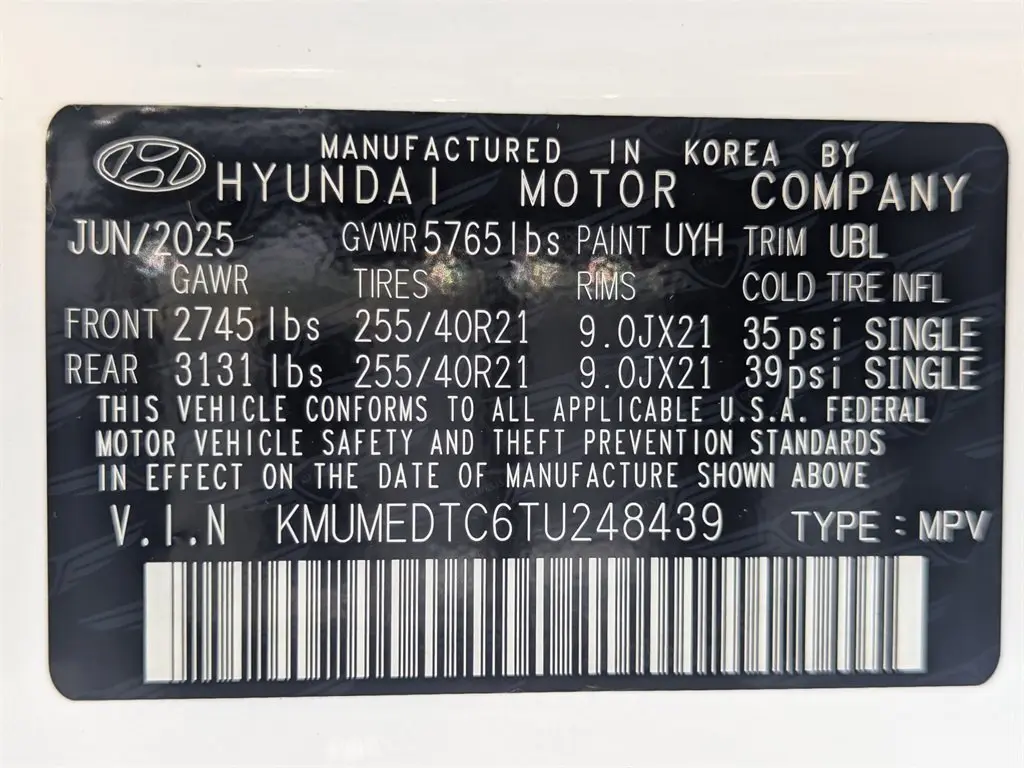 MANUFACTURED IN KOREA BY
HYUNDAI MOTOR COMPANY
JUN/2025 GVWR 5765 lbs PAINT UYH TRIM UBL
GAWR TIRES RIMS COLD TIRE INFL
FRONT 2745 lbs 255/40R21 9.0JX21 35psi SINGLE
REAR 3131 lbs 255/40R21 9.0JX21 39psi SINGLE
THIS VEHICLE CONFORMS TO ALL APPLICABLE U.S.A. FEDERAL
MOTOR VEHICLE SAFETY AND THEFT PREVENTION STANDARDS
IN EFFECT ON THE DATE OF MANUFACTURE SHOWN ABOVE
V.I.N KMUMEDTC6TU248439 TYPE : MPV